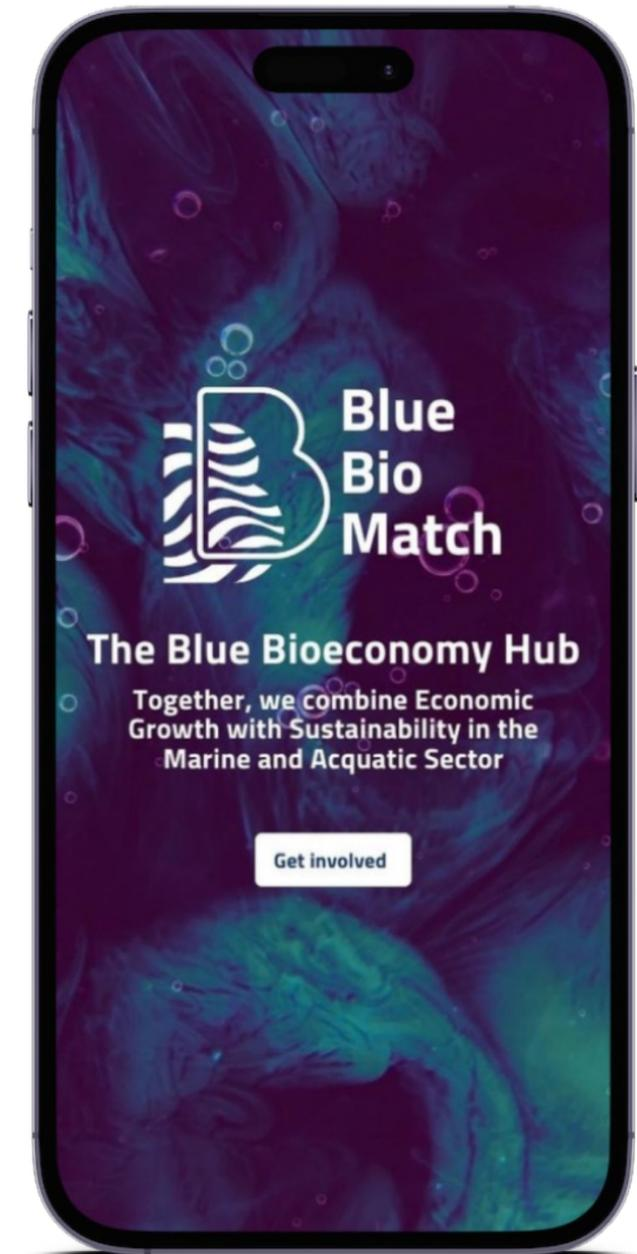 Blue
Bio
Match
The Blue Bioeconomy Hub
Together, we combine Economic
Growth with Sustainability in the
Marine and Acquatic Sector
Get involved